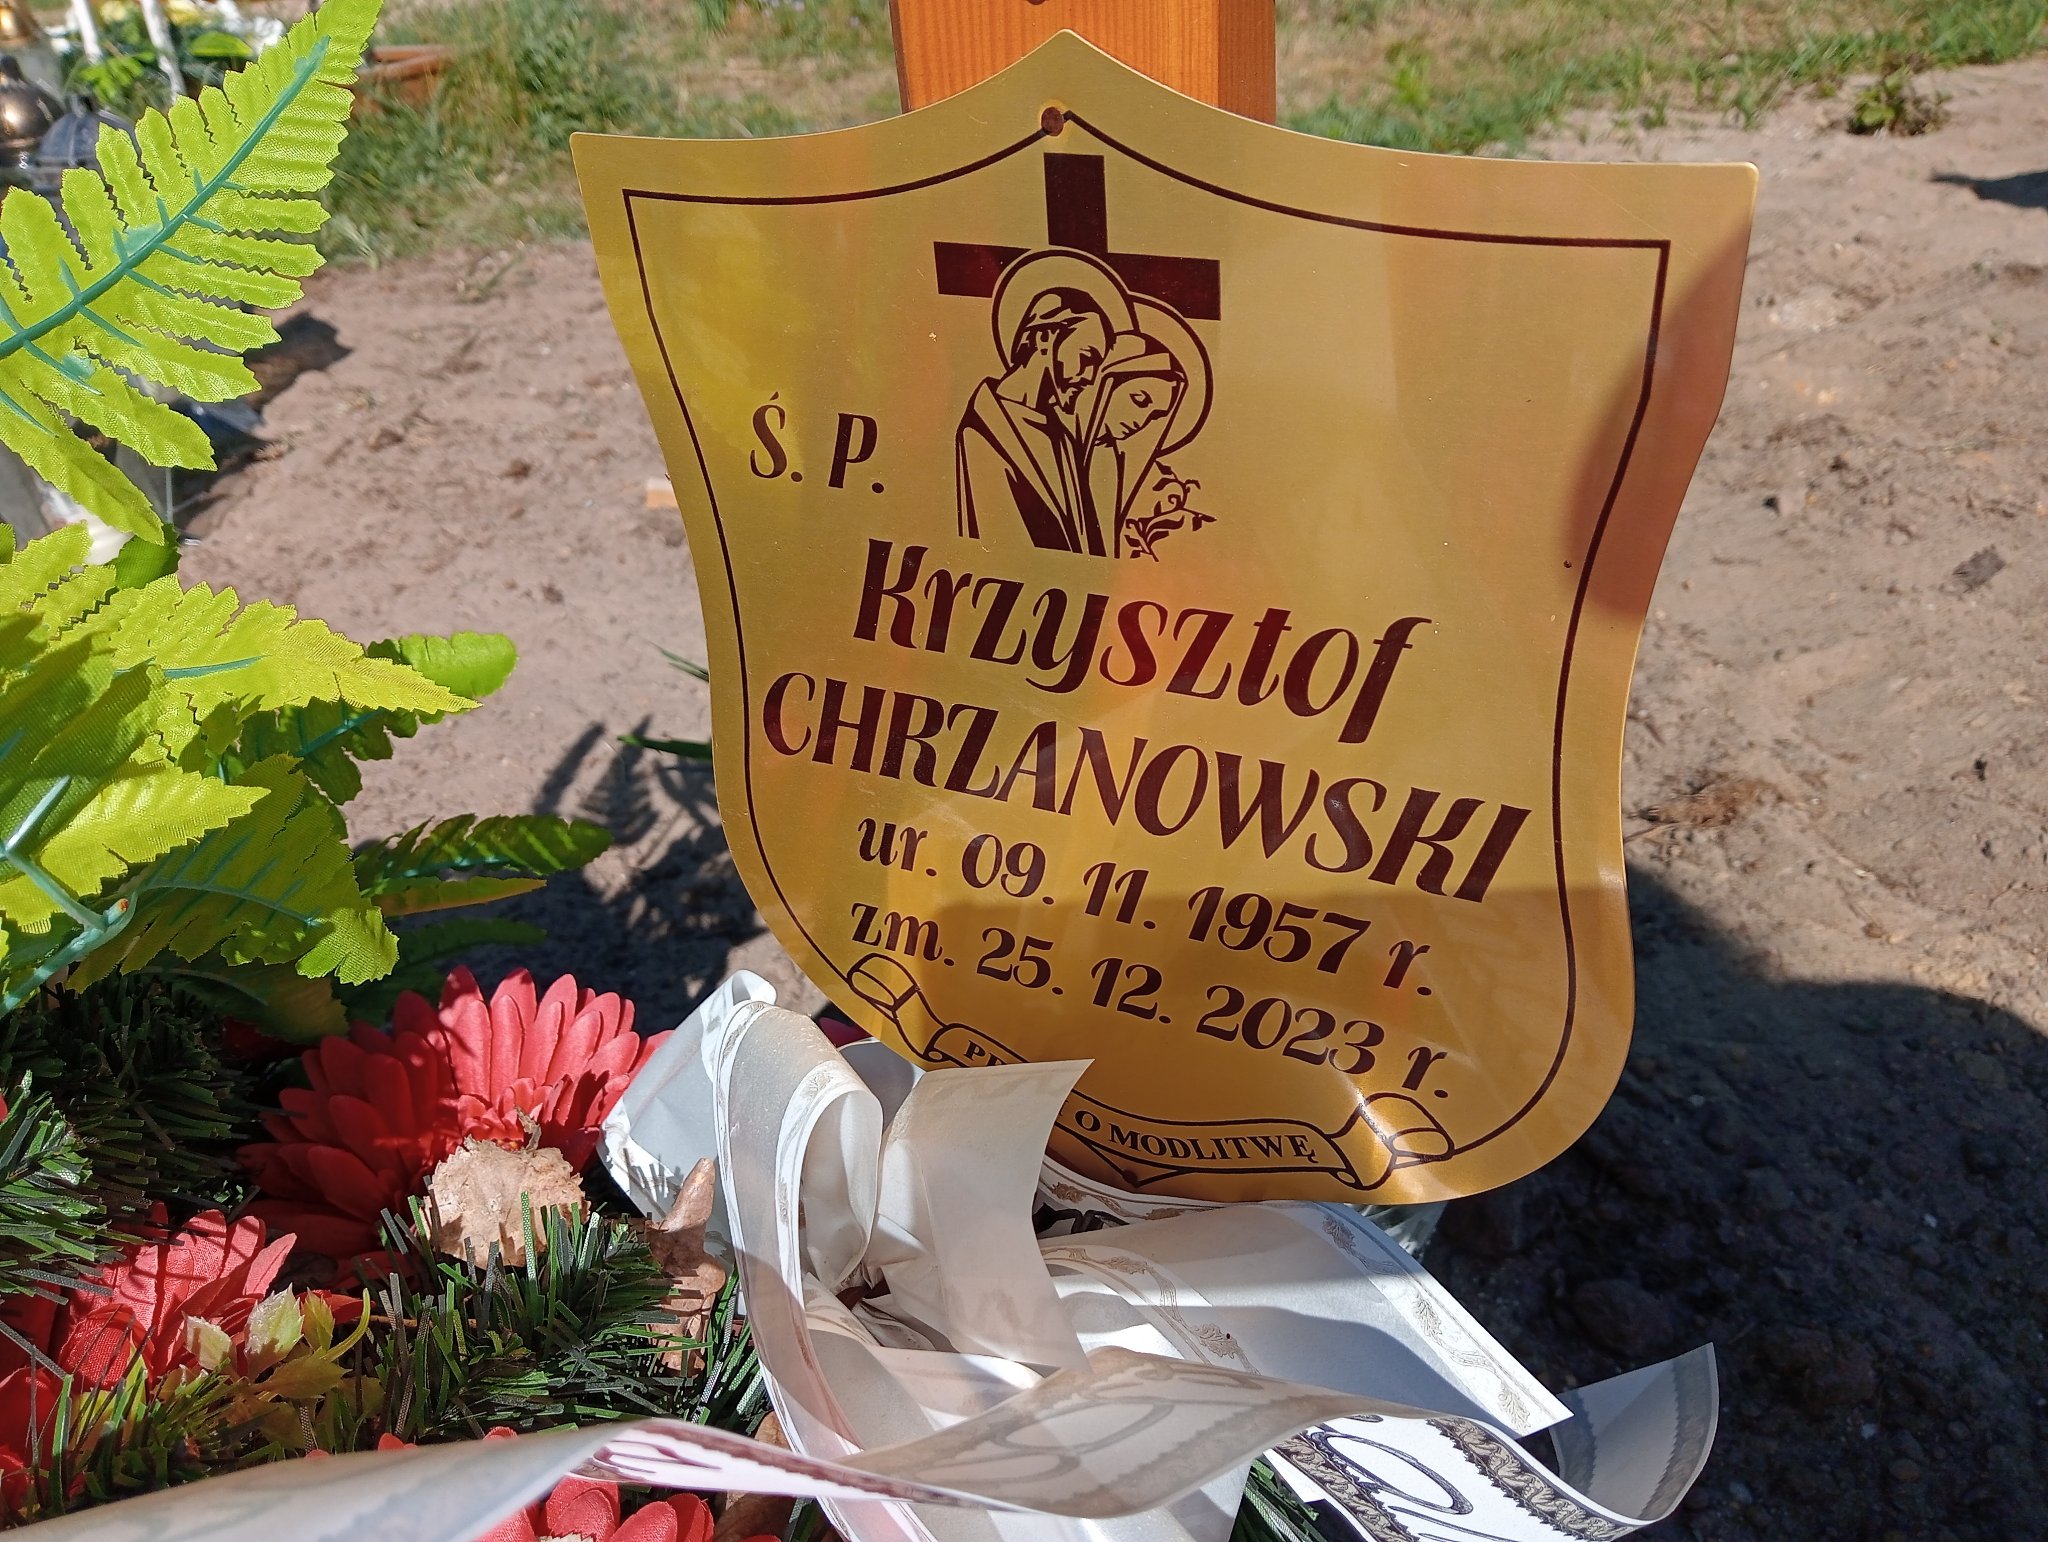 Ś. P.
Krzysztof
CHRZANOWSKI
ur. 09. 11. 1957 r.
zm. 25. 12. 2023 r.
O MODLITWĘ